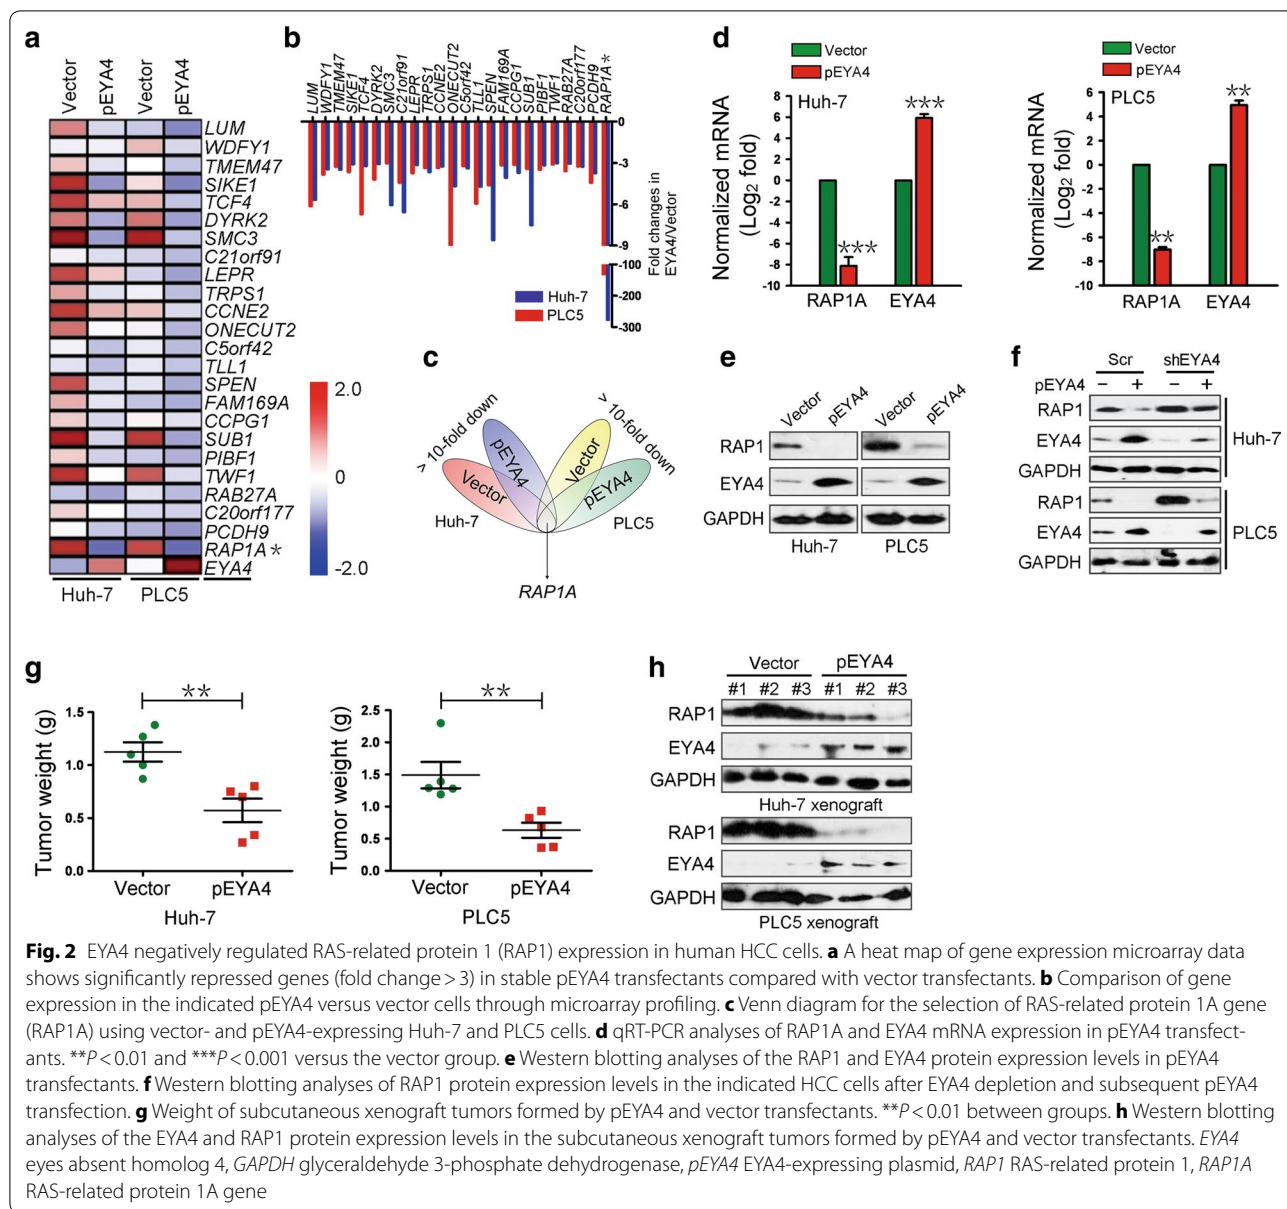 a
Vector
pEYA4
Vector
pEYA4
LUM
WDFY1
TMEM47
SIKE1
TCF4
DYRK2
SMC3
C21orf91
LEPR
TRPS1
CCNE2
ONECUT2
C5orf42
TLL1
SPEN
FAM169A
CCPG1
SUB1
PIBF1
TWF1
RAB27A
C20orf177
PCDH9
RAP1A*
EYA4
Huh-7 PLC5
2.0
0
-2.0
b
LUM
WDFY1
TMEM47
SIKE1
TCF4
DYRK2
SMC3
C21orf91
LEPR
TRPS1
CCNE2
ONECUT2
C5orf42
TLL1
SPEN
FAM169A
CCPG1
SUB1
PIBF1
TWF1
RAB27A
C20orf177
PCDH9
RAP1A*
0
-3
-6
-9
-100
-200
-300
Fold changes in
EYA4/Vector
Huh-7
PLC5
c
> 10-fold down
> 10-fold down
Vector
pEYA4
Vector
pEYA4
Huh-7
PLC5
RAP1A
d
Vector
pEYA4
Huh-7
Normalized mRNA
(Log2 fold)
8
6
4
2
0
-2
-4
-6
-8
-10
***
***
RAP1A EYA4
Vector
pEYA4
PLC5
Normalized mRNA
(Log2 fold)
6
4
2
0
-2
-4
-6
-8
-10
**
**
RAP1A EYA4
e
Vector
pEYA4
Vector
pEYA4
RAP1
EYA4
GAPDH
Huh-7 PLC5
f
Scr shEYA4
pEYA4 − + − +
RAP1
EYA4
GAPDH
Huh-7
RAP1
EYA4
GAPDH
PLC5
g
**
Tumor weight (g)
1.5
1.0
0.5
0.0
Vector pEYA4
Huh-7
**
Tumor weight (g)
2.5
2.0
1.5
1.0
0.5
0.0
Vector pEYA4
PLC5
h
Vector pEYA4
#1 #2 #3 #1 #2 #3
RAP1
EYA4
GAPDH
Huh-7 xenograft
RAP1
EYA4
GAPDH
PLC5 xenograft
Fig. 2 EYA4 negatively regulated RAS-related protein 1 (RAP1) expression in human HCC cells. a A heat map of gene expression microarray data
shows significantly repressed genes (fold change > 3) in stable pEYA4 transfectants compared with vector transfectants. b Comparison of gene
expression in the indicated pEYA4 versus vector cells through microarray profiling. c Venn diagram for the selection of RAS-related protein 1A gene
(RAP1A) using vector- and pEYA4-expressing Huh-7 and PLC5 cells. d qRT-PCR analyses of RAP1A and EYA4 mRNA expression in pEYA4 transfect-
ants. **P < 0.01 and ***P < 0.001 versus the vector group. e Western blotting analyses of the RAP1 and EYA4 protein expression levels in pEYA4
transfectants. f Western blotting analyses of RAP1 protein expression levels in the indicated HCC cells after EYA4 depletion and subsequent pEYA4
transfection. g Weight of subcutaneous xenograft tumors formed by pEYA4 and vector transfectants. **P < 0.01 between groups. h Western blotting
analyses of the EYA4 and RAP1 protein expression levels in the subcutaneous xenograft tumors formed by pEYA4 and vector transfectants. EYA4
eyes absent homolog 4, GAPDH glyceraldehyde 3-phosphate dehydrogenase, pEYA4 EYA4-expressing plasmid, RAP1 RAS-related protein 1, RAP1A
RAS-related protein 1A gene